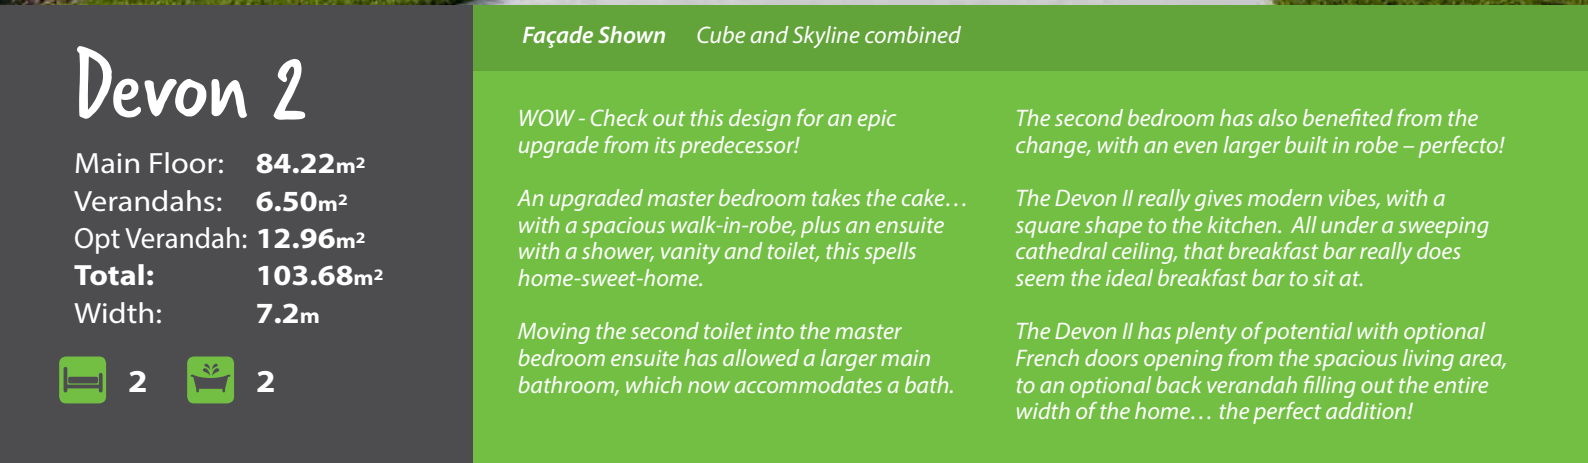 Devon 2
Main Floor: 84.22m²
Verandahs: 6.50m²
Opt Verandah: 12.96m²
Total: 103.68m²
Width: 7.2m
2 2
Façade Shown Cube and Skyline combined
WOW - Check out this design for an epic
upgrade from its predecessor!
An upgraded master bedroom takes the cake…
with a spacious walk-in-robe, plus an ensuite
with a shower, vanity and toilet, this spells
home-sweet-home.
Moving the second toilet into the master
bedroom ensuite has allowed a larger main
bathroom, which now accommodates a bath.
The second bedroom has also benefited from the
change, with an even larger built in robe – perfecto!
The Devon II really gives modern vibes, with a
square shape to the kitchen. All under a sweeping
cathedral ceiling, that breakfast bar really does
seem the ideal breakfast bar to sit at.
The Devon II has plenty of potential with optional
French doors opening from the spacious living area,
to an optional back verandah filling out the entire
width of the home… the perfect addition!